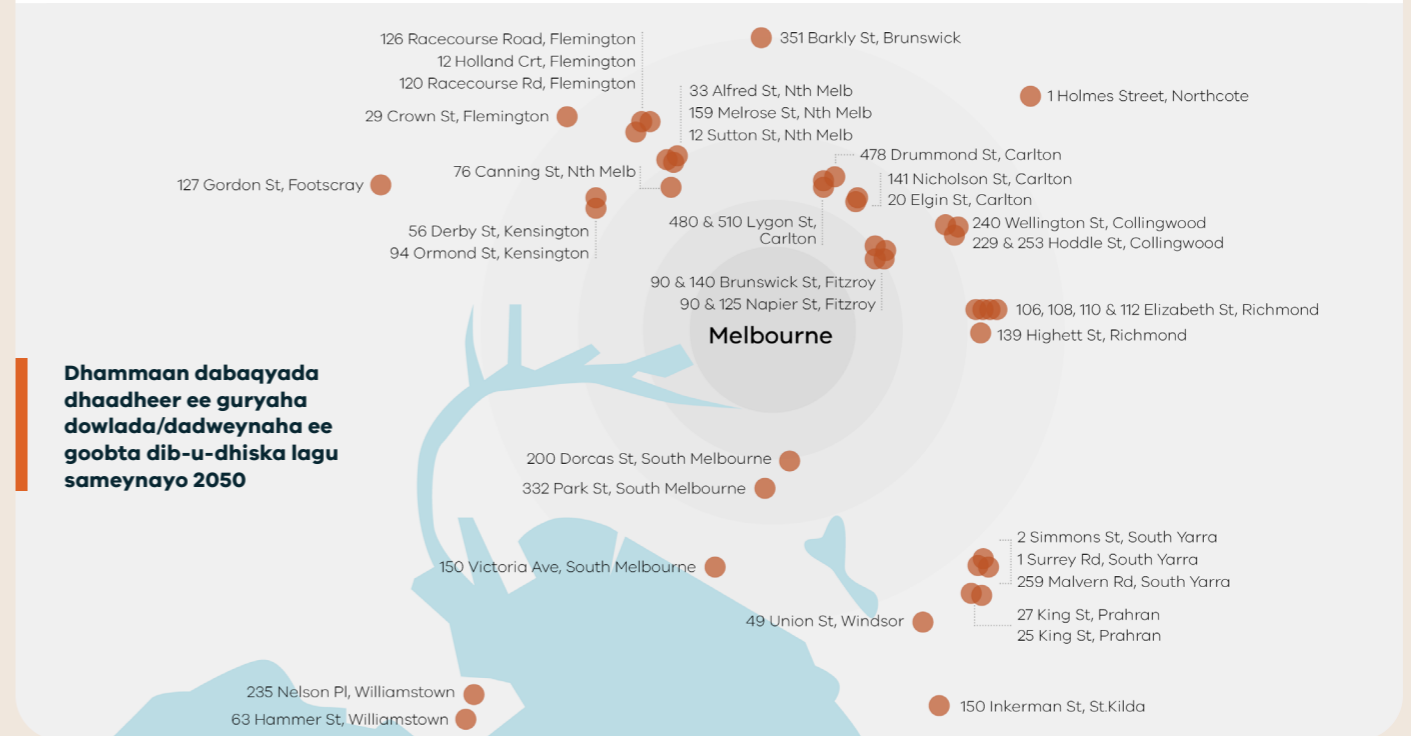 126 Racecourse Road, Flemington
12 Holland Crt, Flemington
120 Racecourse Rd, Flemington
351 Barkly St, Brunswick
33 Alfred St, Nth Melb
159 Melrose St, Nth Melb
12 Sutton St, Nth Melb
1 Holmes Street, Northcote
29 Crown St, Flemington
478 Drummond St, Carlton
76 Canning St, Nth Melb
141 Nicholson St, Carlton
20 Elgin St, Carlton
127 Gordon St, Footscray
480 & 510 Lygon St,
Carlton
240 Wellington St, Collingwood
229 & 253 Hoddle St, Collingwood
56 Derby St, Kensington
94 Ormond St, Kensington
90 & 140 Brunswick St, Fitzroy
90 & 125 Napier St, Fitzroy
106, 108, 110 & 112 Elizabeth St, Richmond
139 Highett St, Richmond
Melbourne
Dhammaan dabaqyada
dhaadheer ee guryaha
dowlada/dadweynaha ee
goobta dib-u-dhiska lagu
sameynayo 2050
200 Dorcas St, South Melbourne
332 Park St, South Melbourne
150 Victoria Ave, South Melbourne
2 Simmons St, South Yarra
1 Surrey Rd, South Yarra
259 Malvern Rd, South Yarra
27 King St, Prahran
25 King St, Prahran
49 Union St, Windsor
235 Nelson Pl, Williamstown
63 Hammer St, Williamstown
150 Inkerman St, St.Kilda